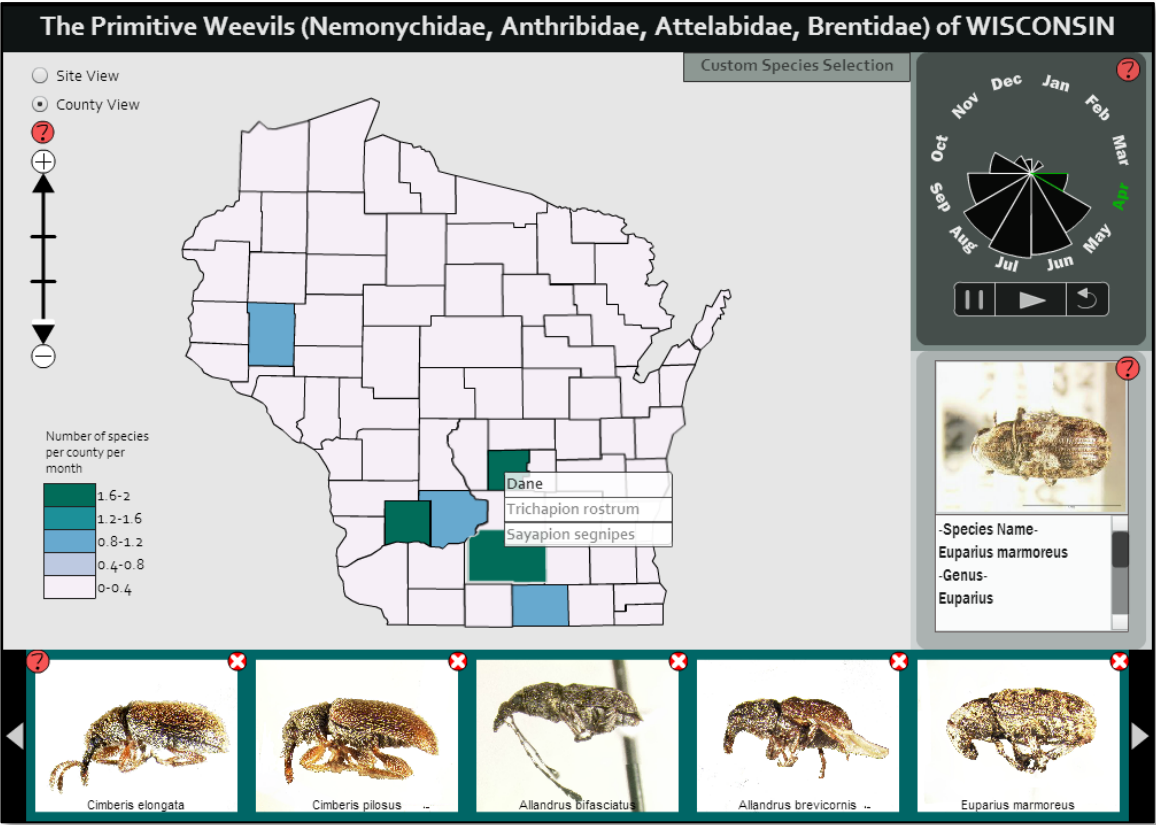 The Primitive Weevils (Nemonychidae, Anthribidae, Attelabidae, Brentidae) of WISCONSIN
Site View
County View
?
+
−
Custom Species Selection
?
Dec
Jan
Feb
Mar
Apr
May
Jun
Jul
Aug
Sep
Oct
Nov
Number of species
per county per
month
1.6-2
1.2-1.6
0.8-1.2
0.4-0.8
0-0.4
Dane
Trichapion rostrum
Sayapion segnipes
?
-Species Name-
Euparius marmoreus
-Genus-
Euparius
?
Cimberis elongata
Cimberis pilosus
Allandrus bifasciatus
Allandrus brevicornis
Euparius marmoreus